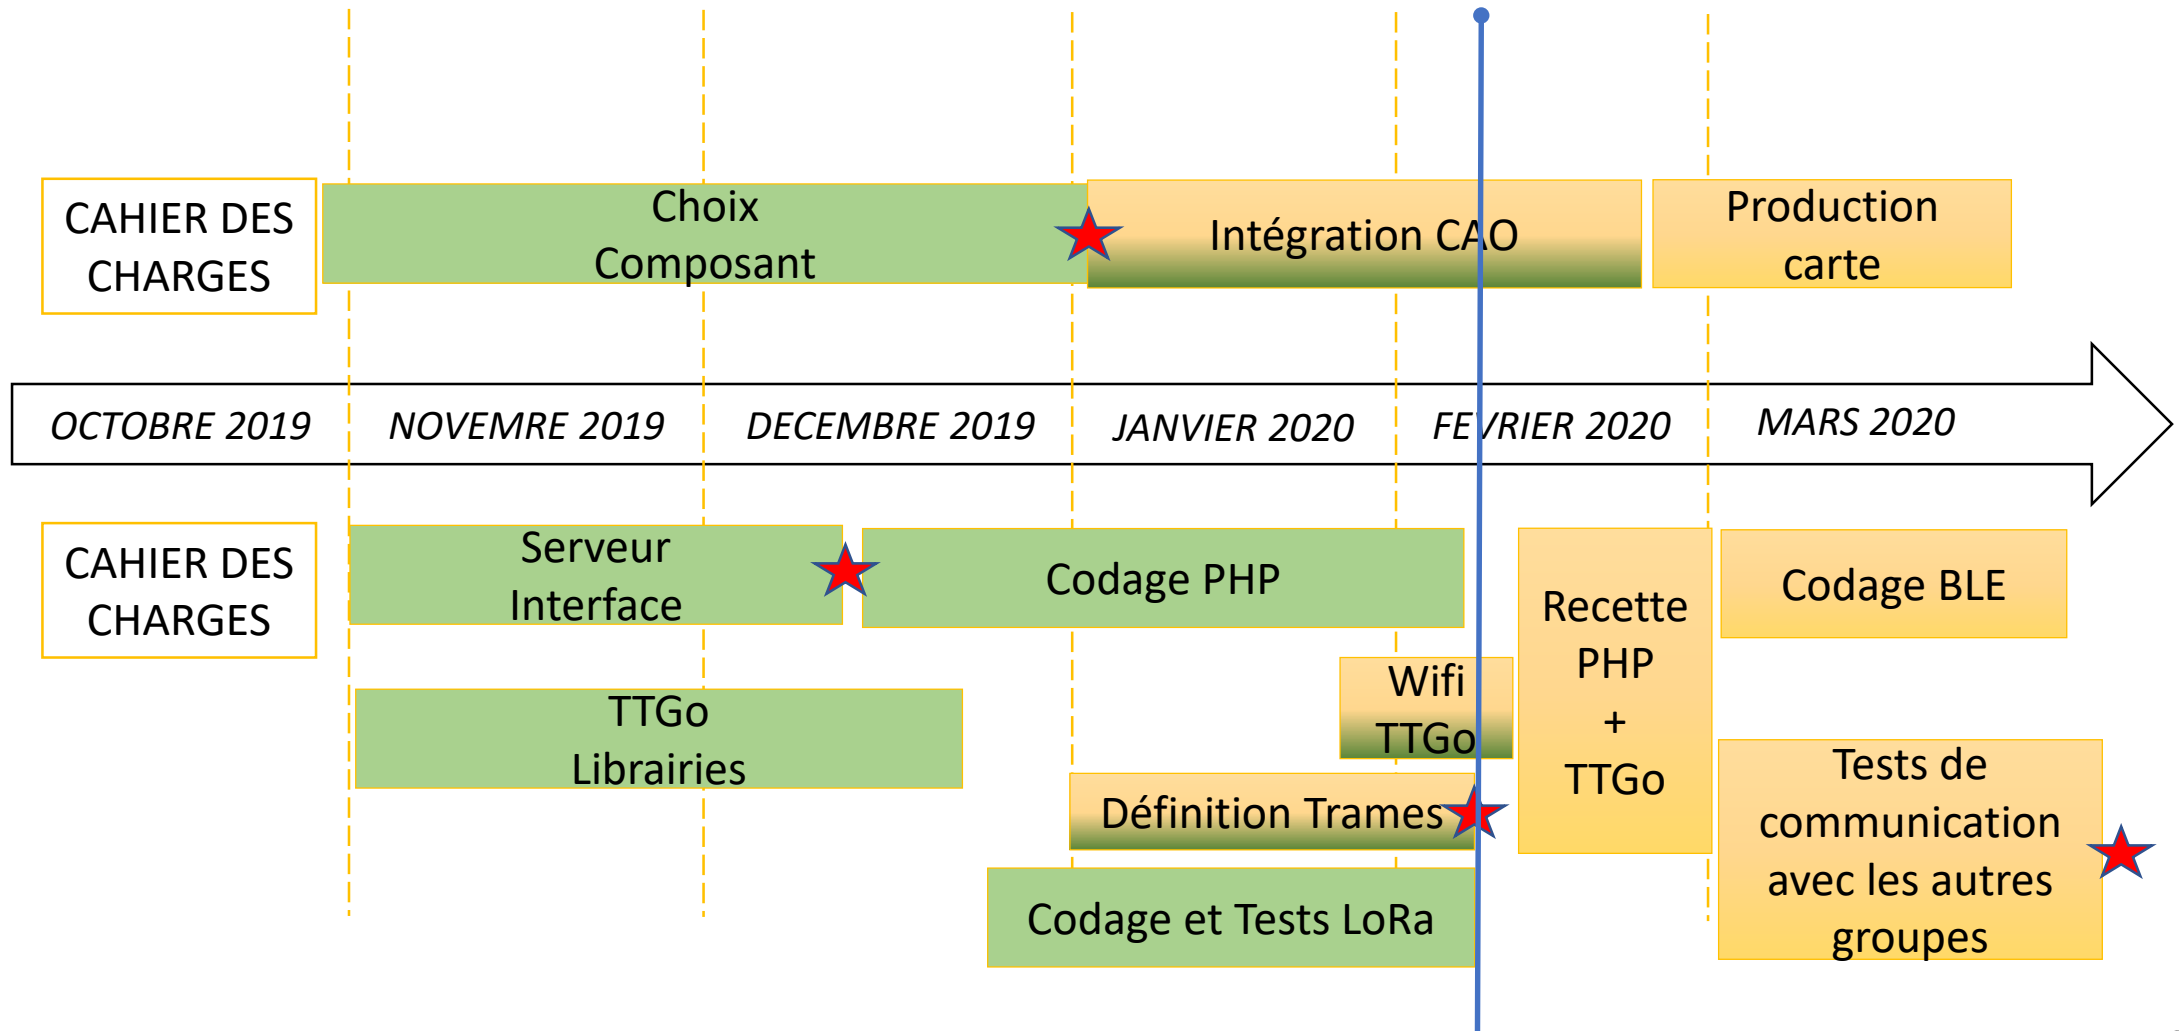 CAHIER DES
CHARGES
Choix
Composant
Intégration CAO
Production
carte
OCTOBRE 2019
NOVEMRE 2019
DECEMBRE 2019
JANVIER 2020
FEVRIER 2020
MARS 2020
CAHIER DES
CHARGES
Serveur
Interface
Codage PHP
Recette
PHP
+
TTGo
Codage BLE
TTGo
Librairies
Wifi
TTGo
Définition Trames
Codage et Tests LoRa
Tests de
communication
avec les autres
groupes